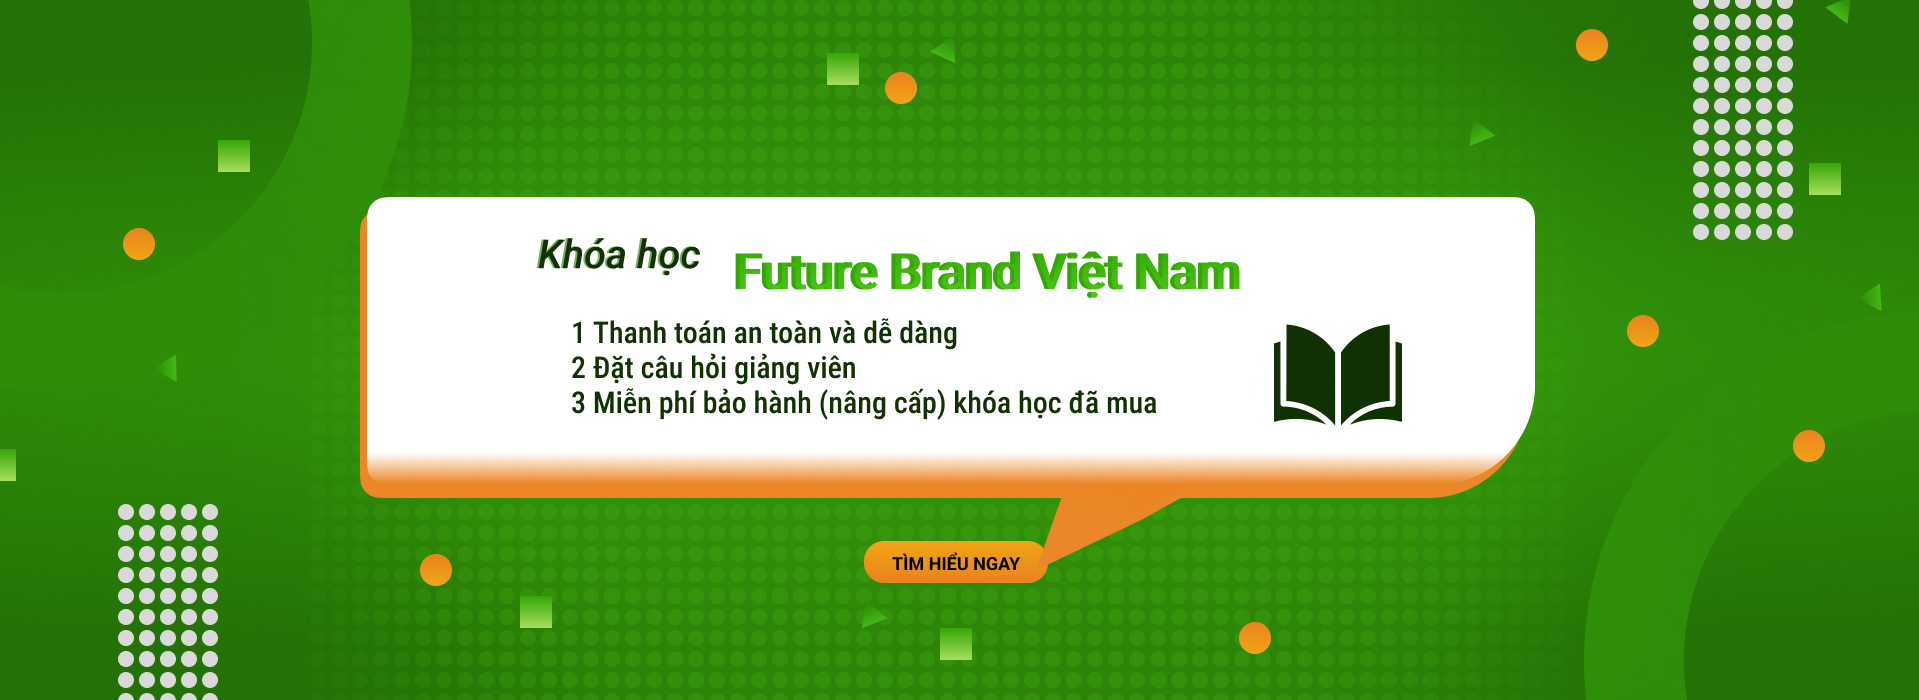 Khóa học
Future Brand Việt Nam
1 Thanh toán an toàn và dễ dàng
2 Đặt câu hỏi giảng viên
3 Miễn phí bảo hành (nâng cấp) khóa học đã mua
TÌM HIỂU NGAY